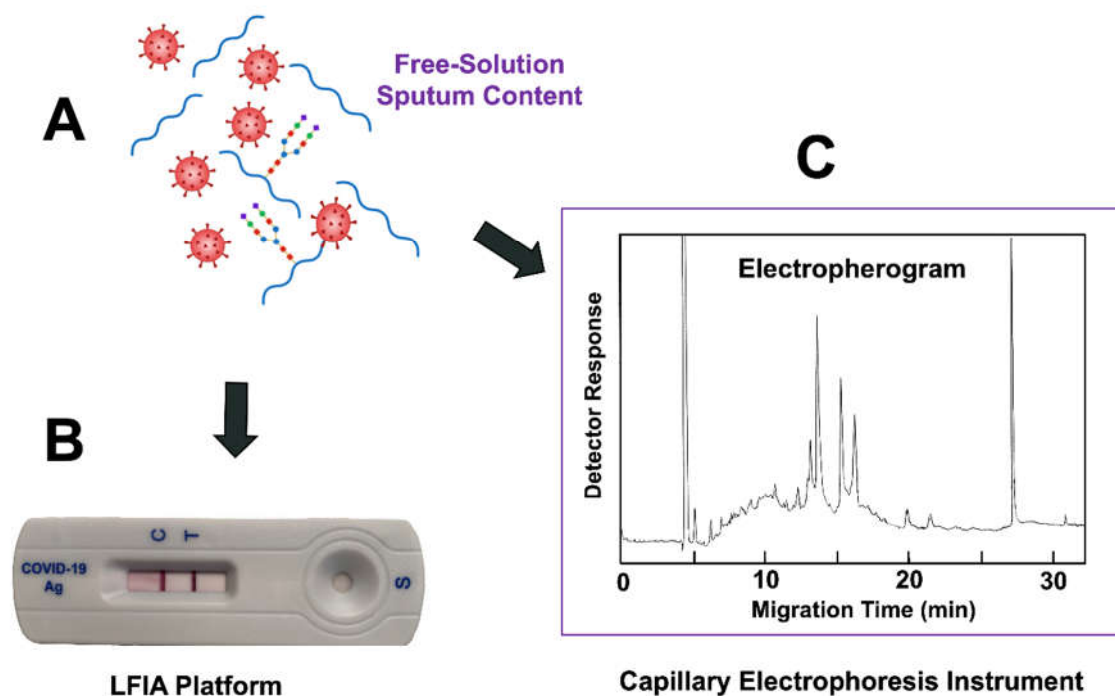 A
Free-Solution
Sputum Content
B
C T
COVID-19
Ag
S
LFIA Platform
C
Electropherogram
Detector Response
0 10 20 30
Migration Time (min)
Capillary Electrophoresis Instrument